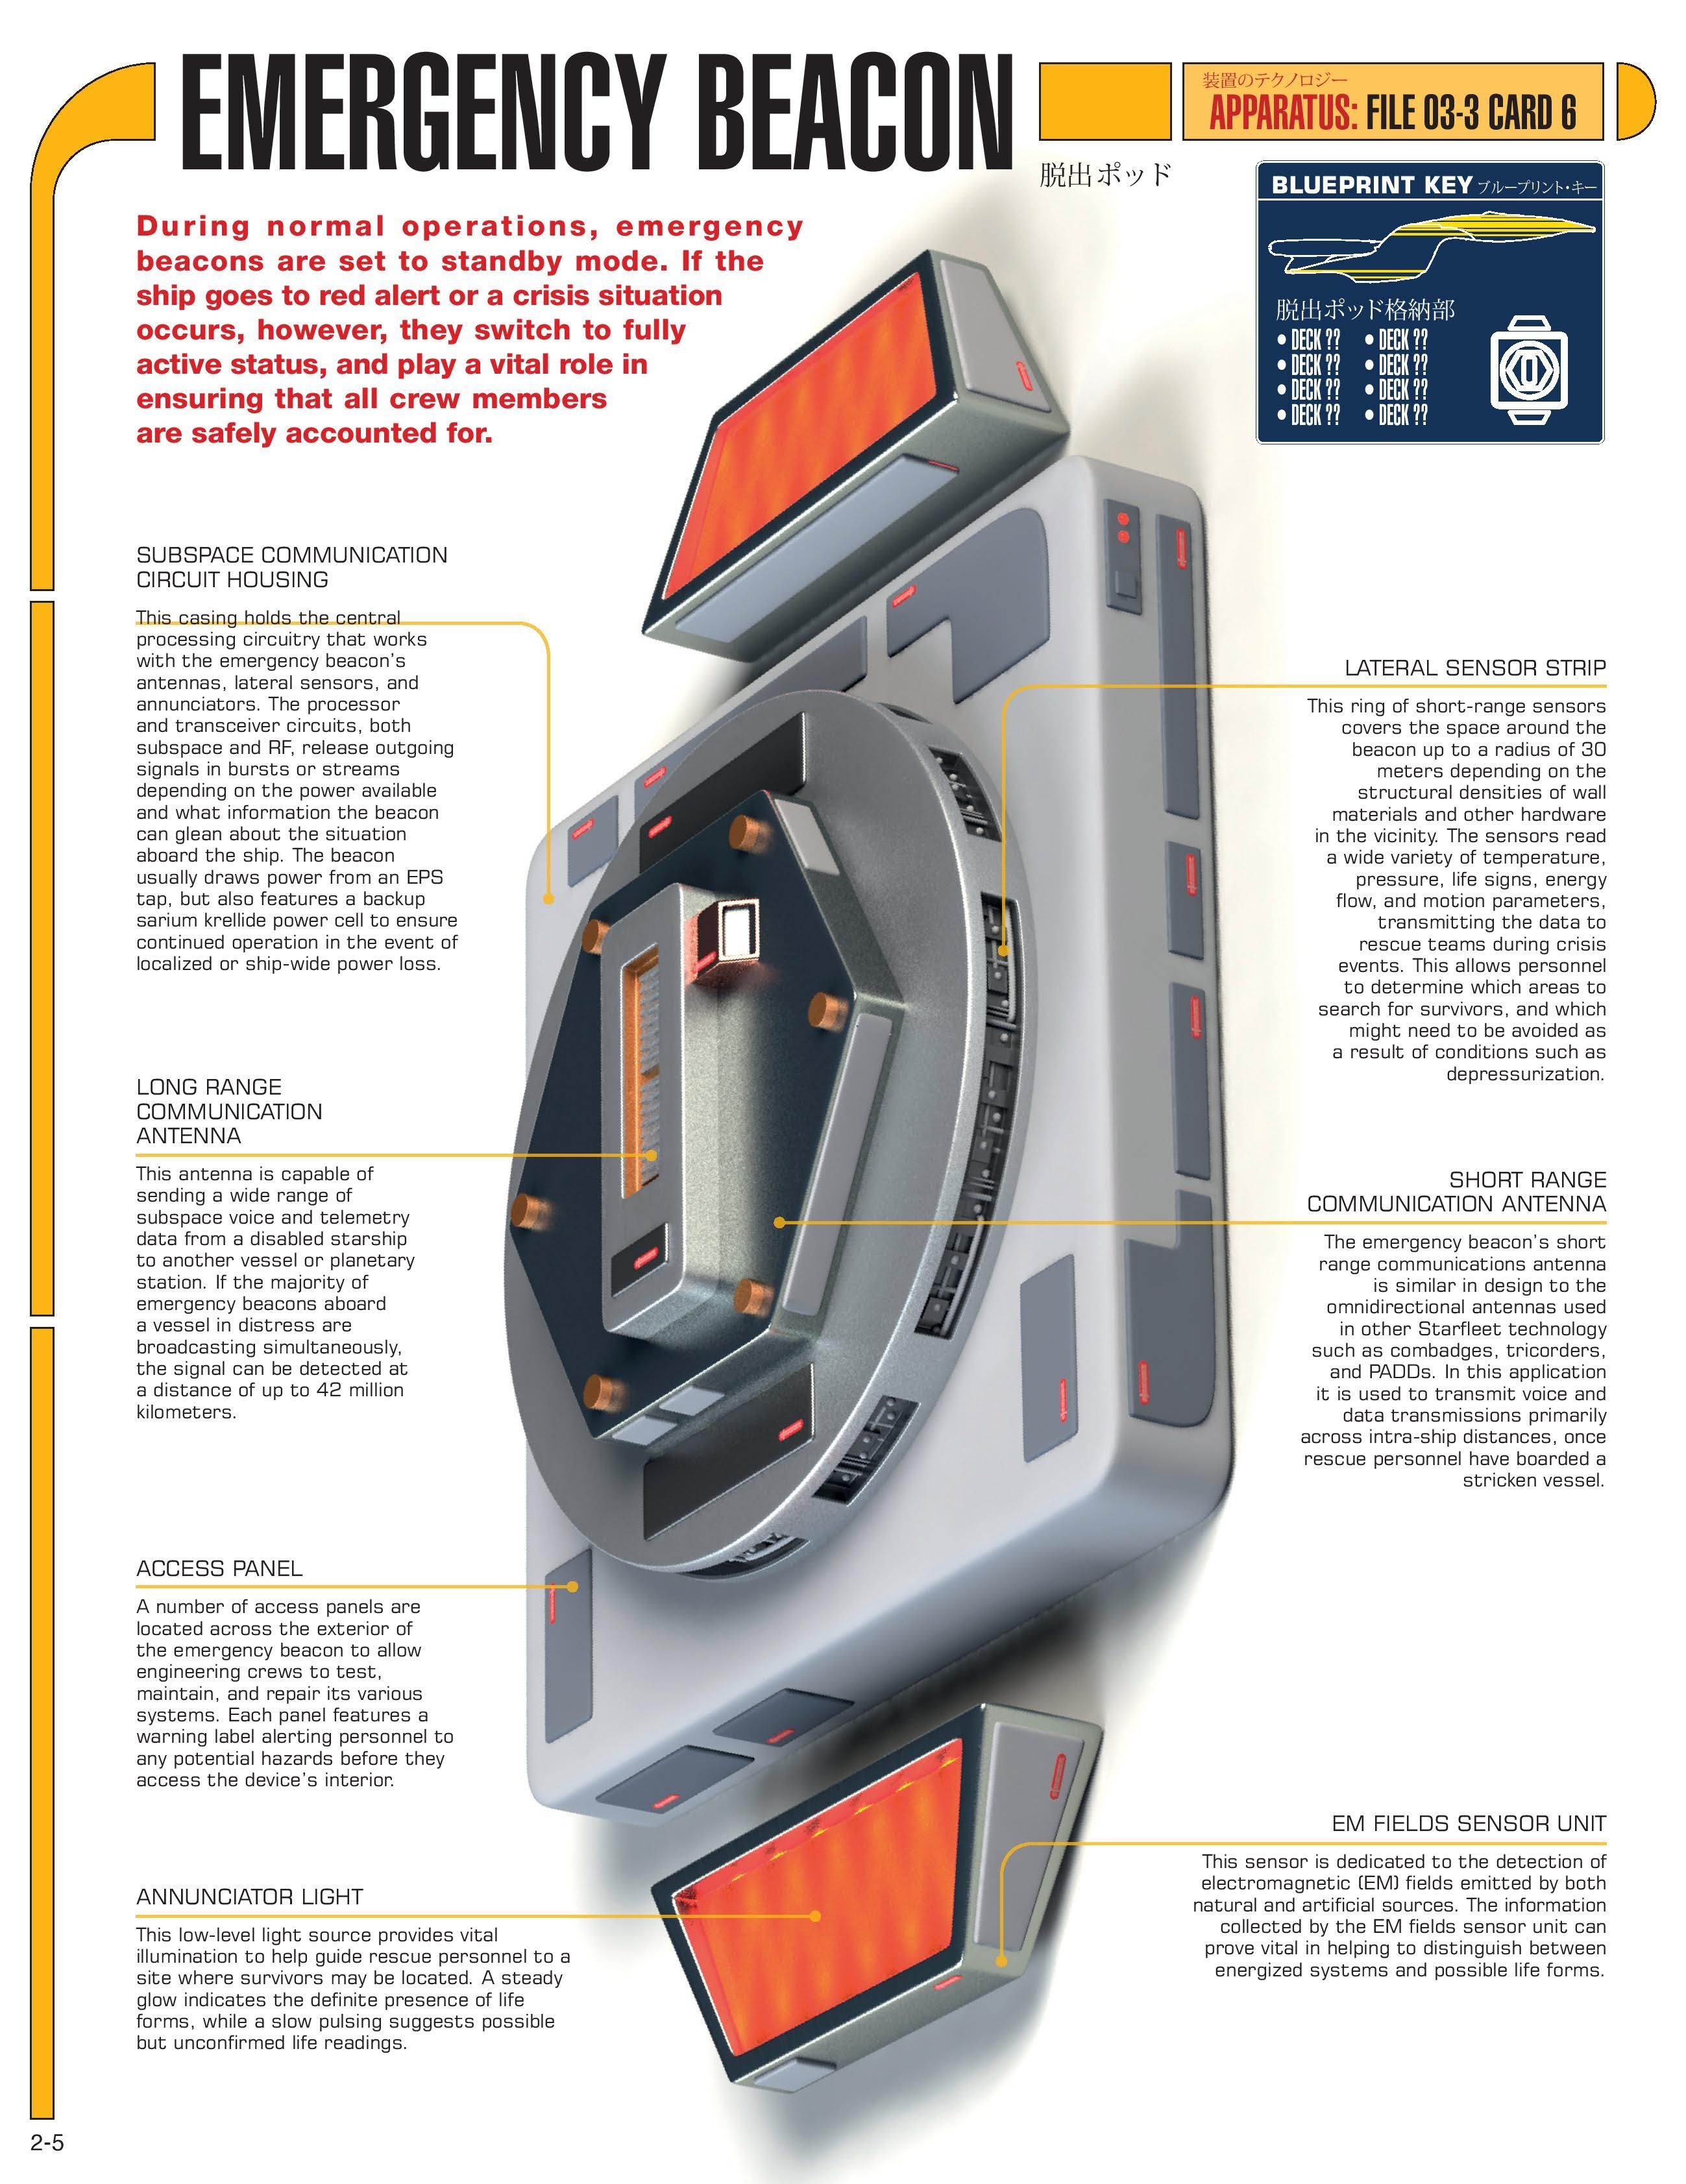 EMERGENCY BEACON
脱出ポッド
装置のテクノロジー
APPARATUS: FILE 03-3 CARD 6
BLUEPRINT KEY ブループリント・キー
脱出ポッド格納部
• DECK ?? • DECK ??
• DECK ?? • DECK ??
• DECK ?? • DECK ??
• DECK ?? • DECK ??
During normal operations, emergency
beacons are set to standby mode. If the
ship goes to red alert or a crisis situation
occurs, however, they switch to fully
active status, and play a vital role in
ensuring that all crew members
are safely accounted for.
SUBSPACE COMMUNICATION
CIRCUIT HOUSING
This casing holds the central
processing circuitry that works
with the emergency beacon's
antennas, lateral sensors, and
annunciators. The processor
and transceiver circuits, both
subspace and RF, release outgoing
signals in bursts or streams
depending on the power available
and what information the beacon
can glean about the situation
aboard the ship. The beacon
usually draws power from an EPS
tap, but also features a backup
sarium krellide power cell to ensure
continued operation in the event of
localized or ship-wide power loss.
LONG RANGE
COMMUNICATION
ANTENNA
This antenna is capable of
sending a wide range of
subspace voice and telemetry
data from a disabled starship
to another vessel or planetary
station. If the majority of
emergency beacons aboard
a vessel in distress are
broadcasting simultaneously,
the signal can be detected at
a distance of up to 42 million
kilometers.
ACCESS PANEL
A number of access panels are
located across the exterior of
the emergency beacon to allow
engineering crews to test,
maintain, and repair its various
systems. Each panel features a
warning label alerting personnel to
any potential hazards before they
access the device's interior.
ANNUNCIATOR LIGHT
This low-level light source provides vital
illumination to help guide rescue personnel to a
site where survivors may be located. A steady
glow indicates the definite presence of life
forms, while a slow pulsing suggests possible
but unconfirmed life readings.
LATERAL SENSOR STRIP
This ring of short-range sensors
covers the space around the
beacon up to a radius of 30
meters depending on the
structural densities of wall
materials and other hardware
in the vicinity. The sensors read
a wide variety of temperature,
pressure, life signs, energy
flow, and motion parameters,
transmitting the data to
rescue teams during crisis
events. This allows personnel
to determine which areas to
search for survivors, and which
might need to be avoided as
a result of conditions such as
depressurization.
SHORT RANGE
COMMUNICATION ANTENNA
The emergency beacon's short
range communications antenna
is similar in design to the
omnidirectional antennas used
in other Starfleet technology
such as combadges, tricorders,
and PADDs. In this application
it is used to transmit voice and
data transmissions primarily
across intra-ship distances, once
rescue personnel have boarded a
stricken vessel.
EM FIELDS SENSOR UNIT
This sensor is dedicated to the detection of
electromagnetic (EM) fields emitted by both
natural and artificial sources. The information
collected by the EM fields sensor unit can
prove vital in helping to distinguish between
energized systems and possible life forms.
2-5